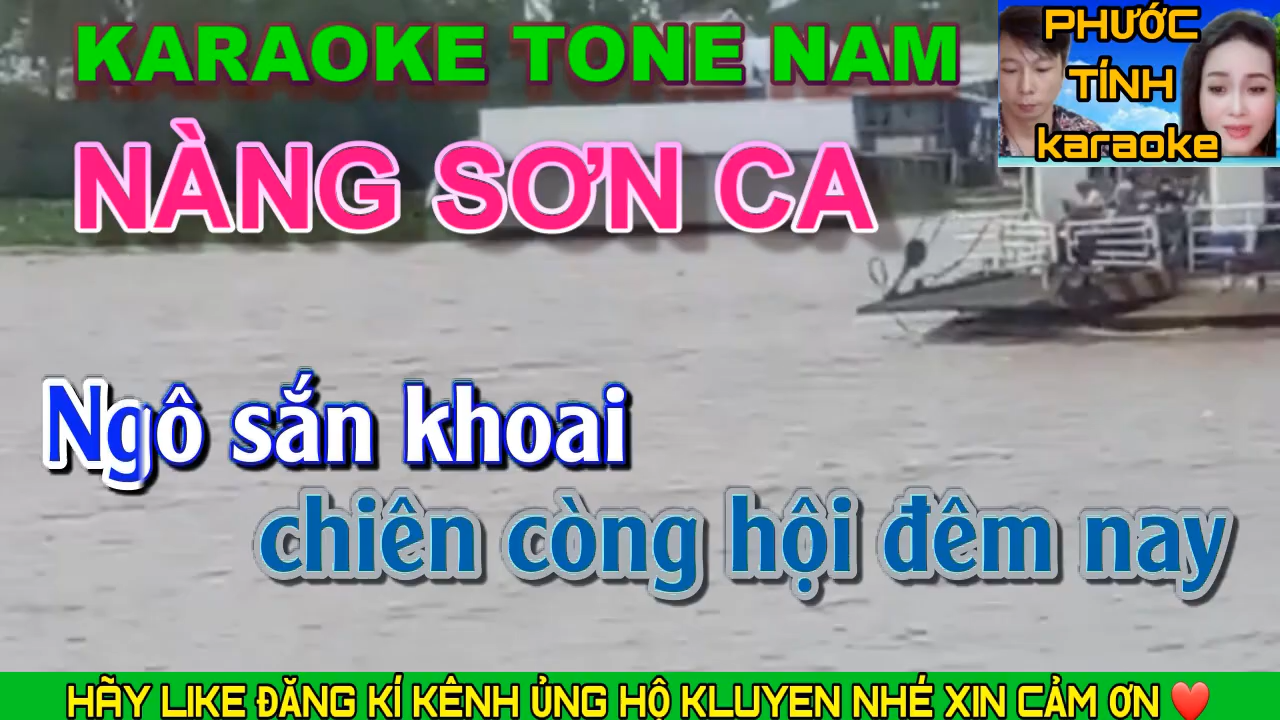 KARAOKE TONE NAM
PHƯỚC
TÍNH
karaoke
NÀNG SƠN CA
Ngô sắn khoai
chiên còng hội đêm nay
HÃY LIKE ĐĂNG KÍ KÊNH ỦNG HỘ KLUYEN NHÉ XIN CẢM ƠN ❤️